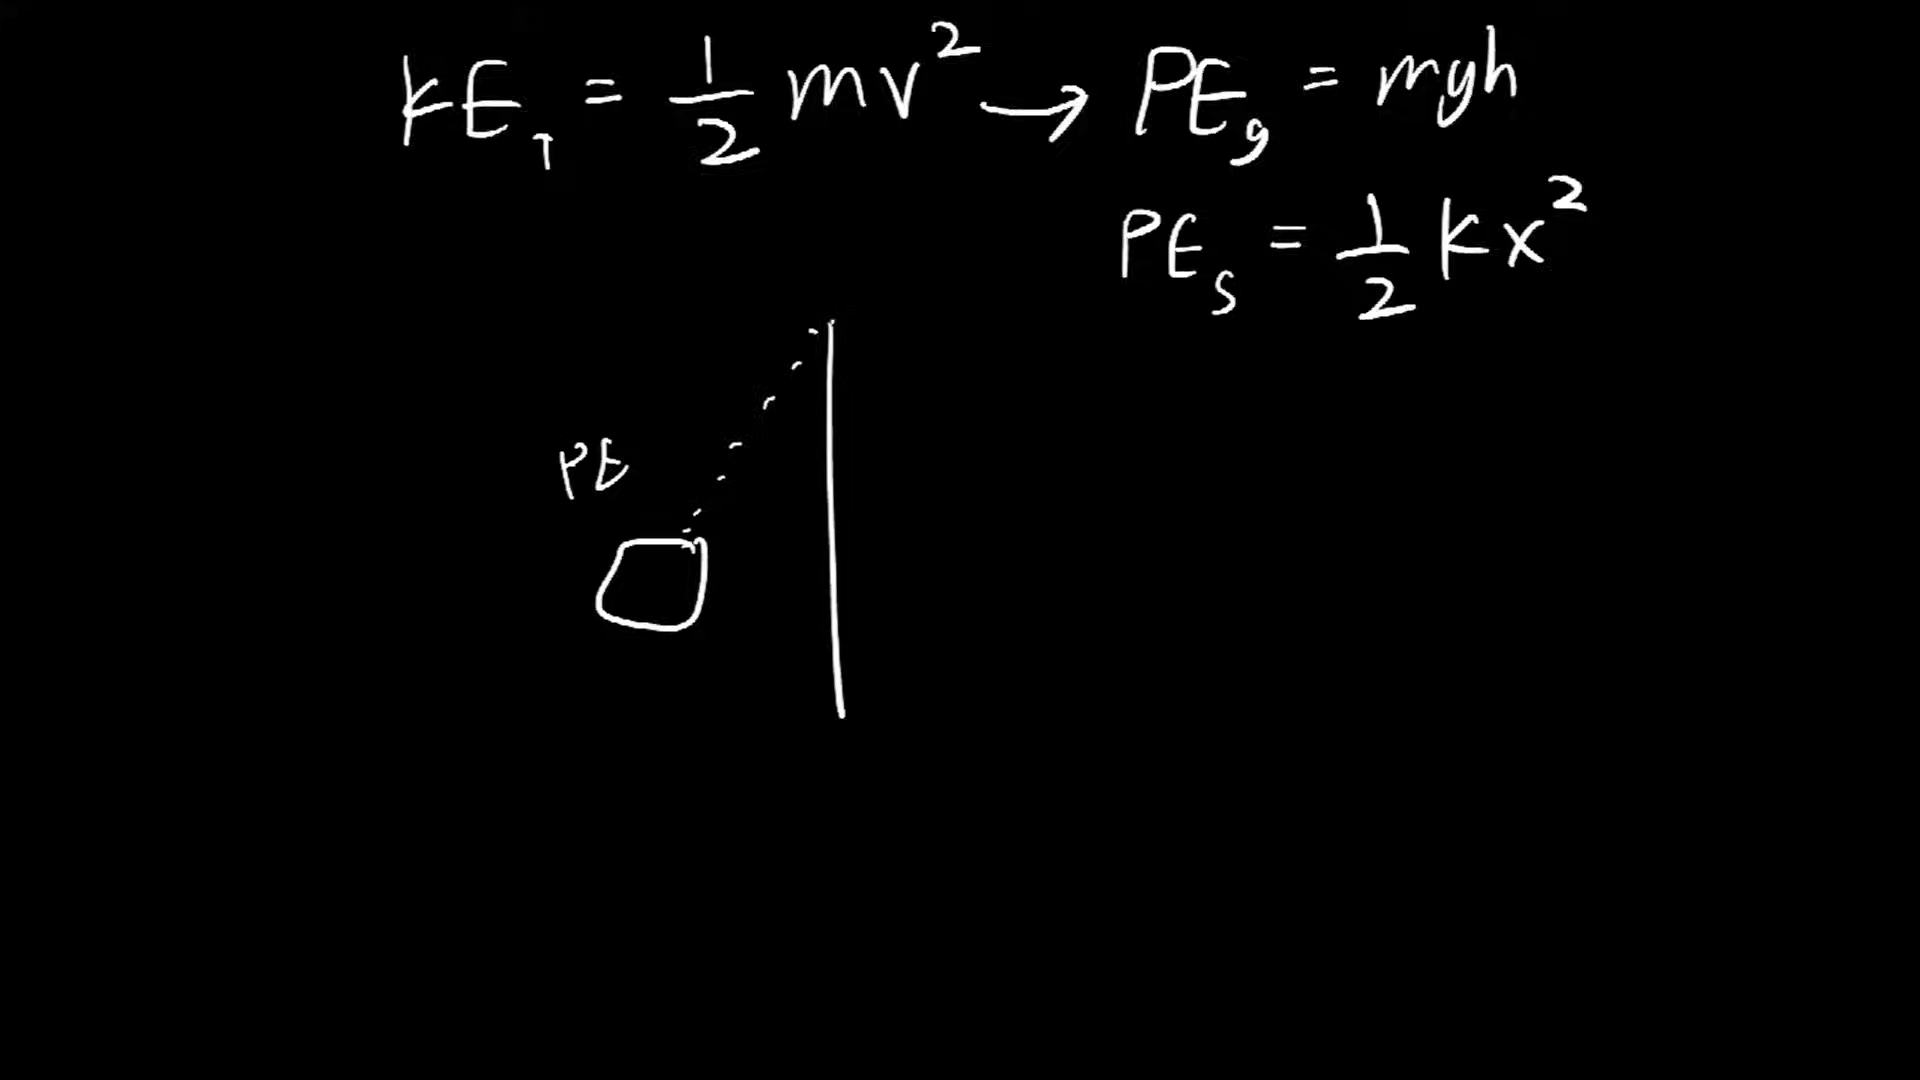 KE_T = 1/2 mv² → PE_g = mgh
PE_s = 1/2 kx²
PE